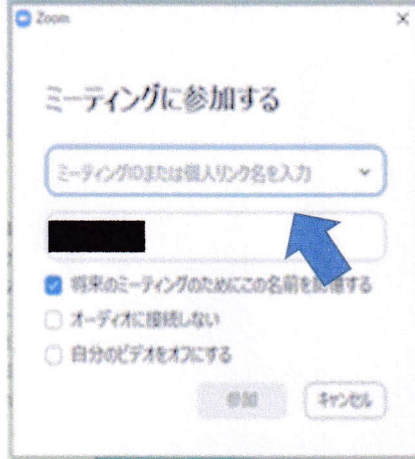 Zoom
ミーティングに参加する
ミーティングIDまたは個人リンク名を入力
将来のミーティングのためにこの名前を記憶する
オーディオに接続しない
自分のビデオをオフにする
参加
キャンセル